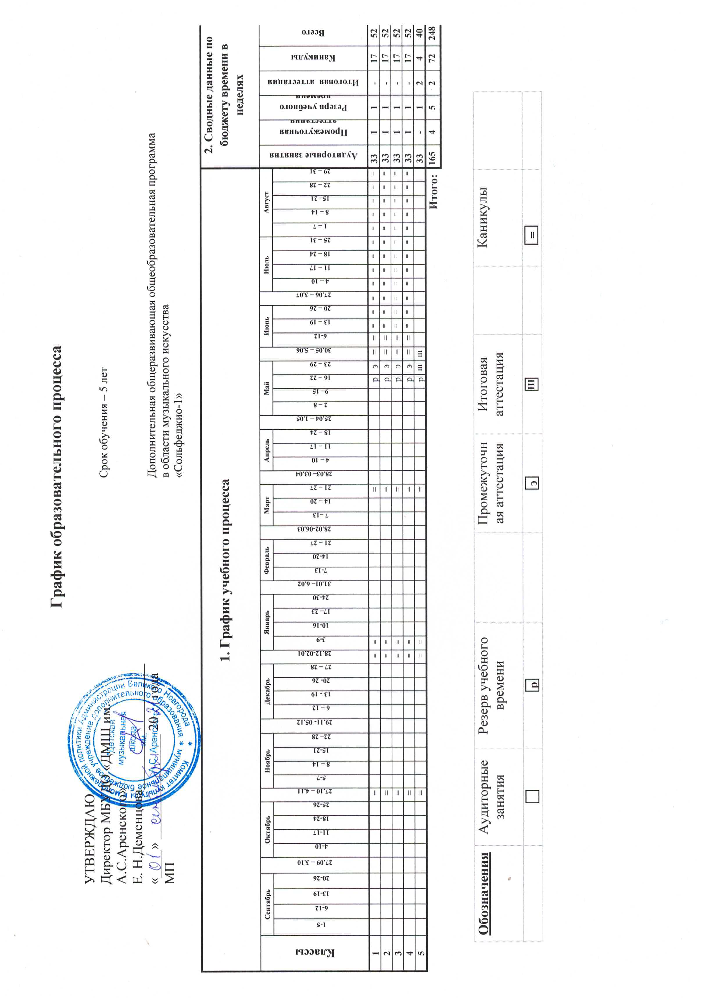 График образовательного процесса
УТВЕРЖДАЮ
Директор МБУДО «ДМШ им.
А.С.Аренского»
Е. Н.Деменцова
« 01 » сентября 2021 года
МП
Комитет культуры и молодежной политики Администрации Великого Новгорода
муниципальное бюджетное учреждение дополнительного образования
"Детская
музыкальная
школа
им.
А.С. Аренского"
Срок обучения – 5 лет
Дополнительная общеразвивающая общеобразовательная программа
в области музыкального искусства
«Сольфеджио-1»
1. График учебного процесса
2. Сводные данные по
бюджету времени в
неделях
Классы
Сентябрь 27.09 – 3.10 Октябрь 27.10 – 4.11 Ноябрь 29.11- 05.12 Декабрь 28.12-02.01 Январь 31.01– 6.02 Февраль 28.02-06.03 Март 28.03– 03.04 Апрель 25.04 – 1.05 Май 30.05 – 5.06 Июнь 27.06 – 3.07 Июль Август
1-5 6-12 13-19 20-26 4-10 11-17 18-24 25-26 5-7 8 – 14 15-21 22– 28 6 – 12 13 - 19 20- 26 27 – 28 3-9 10-16 17– 23 24-30 7-13 14-20 21 – 27 7 –13 14 – 20 21 – 27 4 – 10 11 – 17 18 – 24 2 – 8 9– 15 16 – 22 23 – 29 6-12 13 – 19 20 – 26 4 – 10 11 – 17 18 – 24 25 – 31 1 – 7 8 – 14 15– 21 22 – 28 29 – 31
Аудиторные занятия
Промежуточная
аттестация
Резерв учебного
времени
Итоговая аттестация
Каникулы
Всего
1 = = = = р э = = = = = = = = = = = = = = 33 1 1 - 17 52
2 = = = = р э = = = = = = = = = = = = = = 33 1 1 - 17 52
3 = = = = р э = = = = = = = = = = = = = = 33 1 1 - 17 52
4 = = = = р э = = = = = = = = = = = = = = 33 1 1 - 17 52
5 = = = = р III III 33 - 1 2 4 40
Итого: 165 4 5 2 72 248
Обозначения
Аудиторные
занятия
Резерв учебного
времени
Промежуточн
ая аттестация
Итоговая
аттестация
Каникулы
р э III =